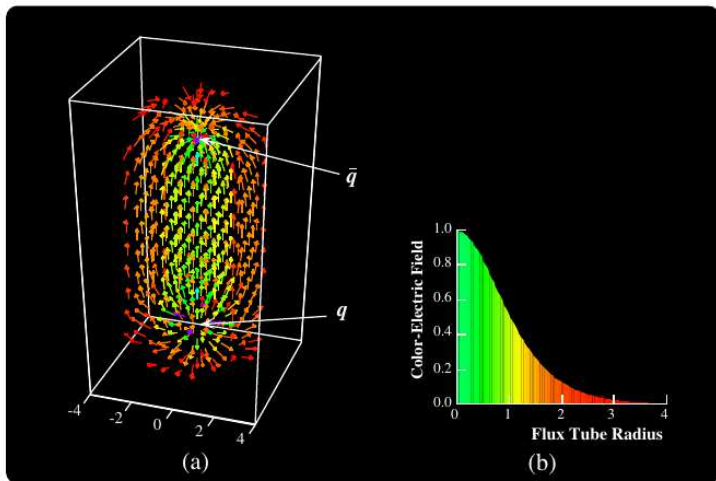 q̄
q
-4
-2
0
2
4
(a)
Color-Electric Field
1.0
0.8
0.6
0.4
0.2
0.0
0 1 2 3 4
Flux Tube Radius
(b)